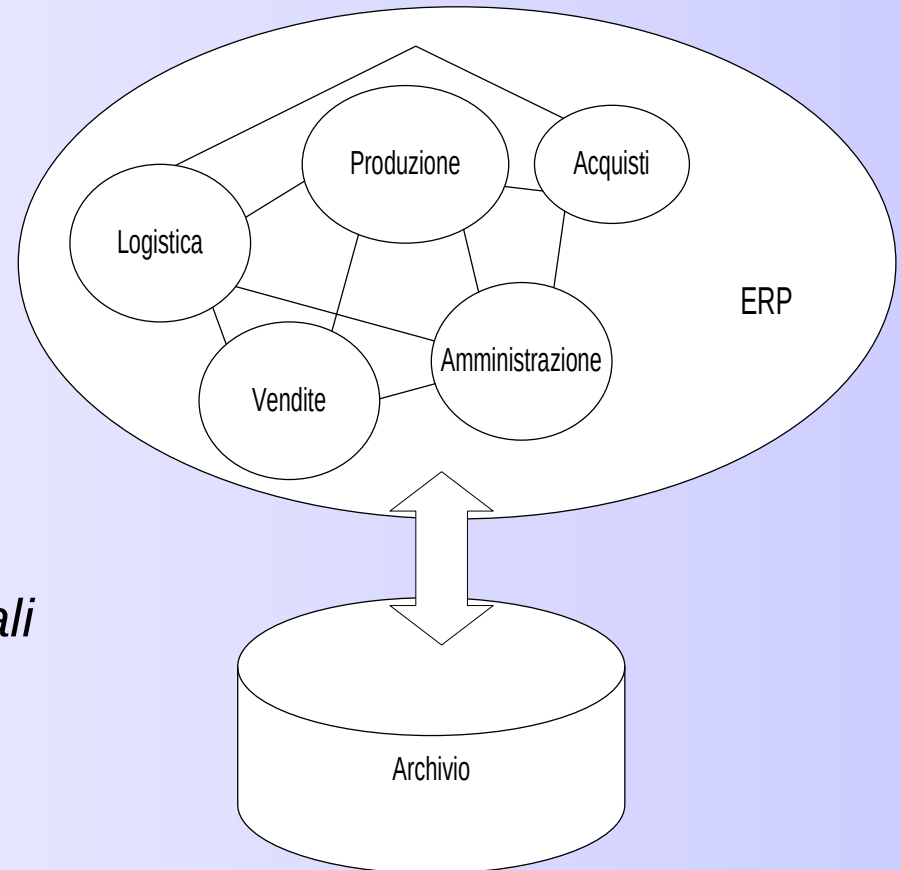 Produzione
Acquisti
Logistica
ERP
Amministrazione
Vendite
ali
Archivio